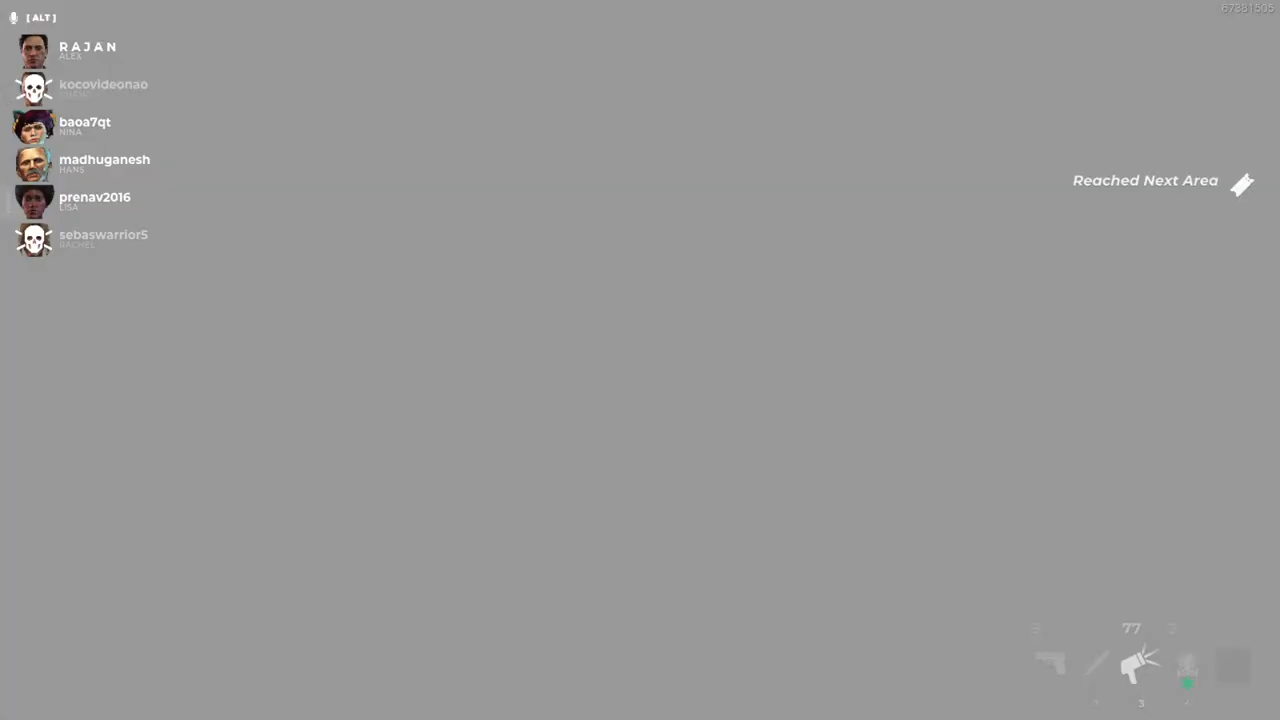 [ ALT ]
67381505
R A J A N
ALEX
kocovideonao
baoa7qt
NINA
madhuganesh
HANS
Reached Next Area
prenav2016
LISA
sebaswarrior5
RACHEL
77
3